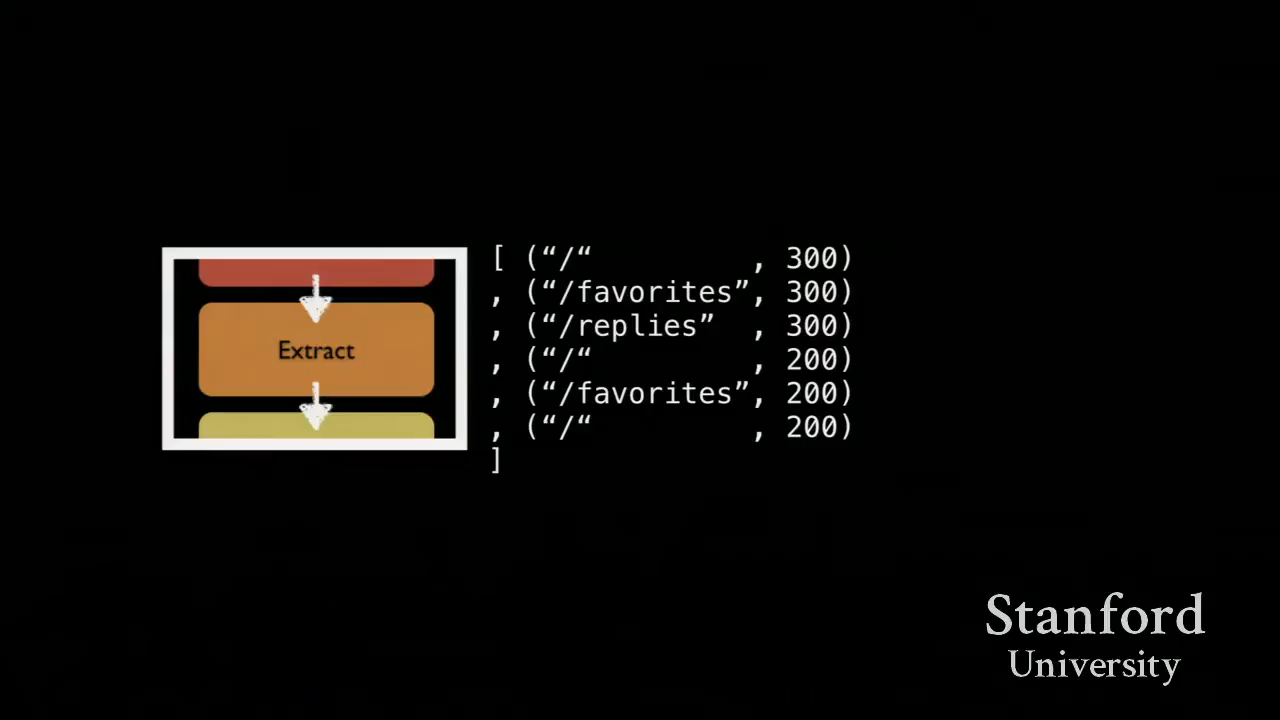 Extract
[ (“/“ , 300)
, (“/favorites”, 300)
, (“/replies” , 300)
, (“/“ , 200)
, (“/favorites”, 200)
, (“/“ , 200)
]
Stanford
University